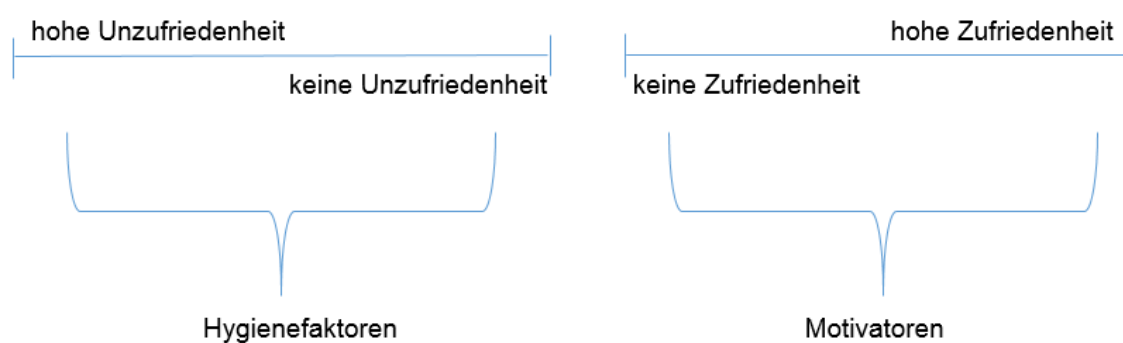 hohe Unzufriedenheit
keine Unzufriedenheit
hohe Zufriedenheit
keine Zufriedenheit
Hygienefaktoren
Motivatoren